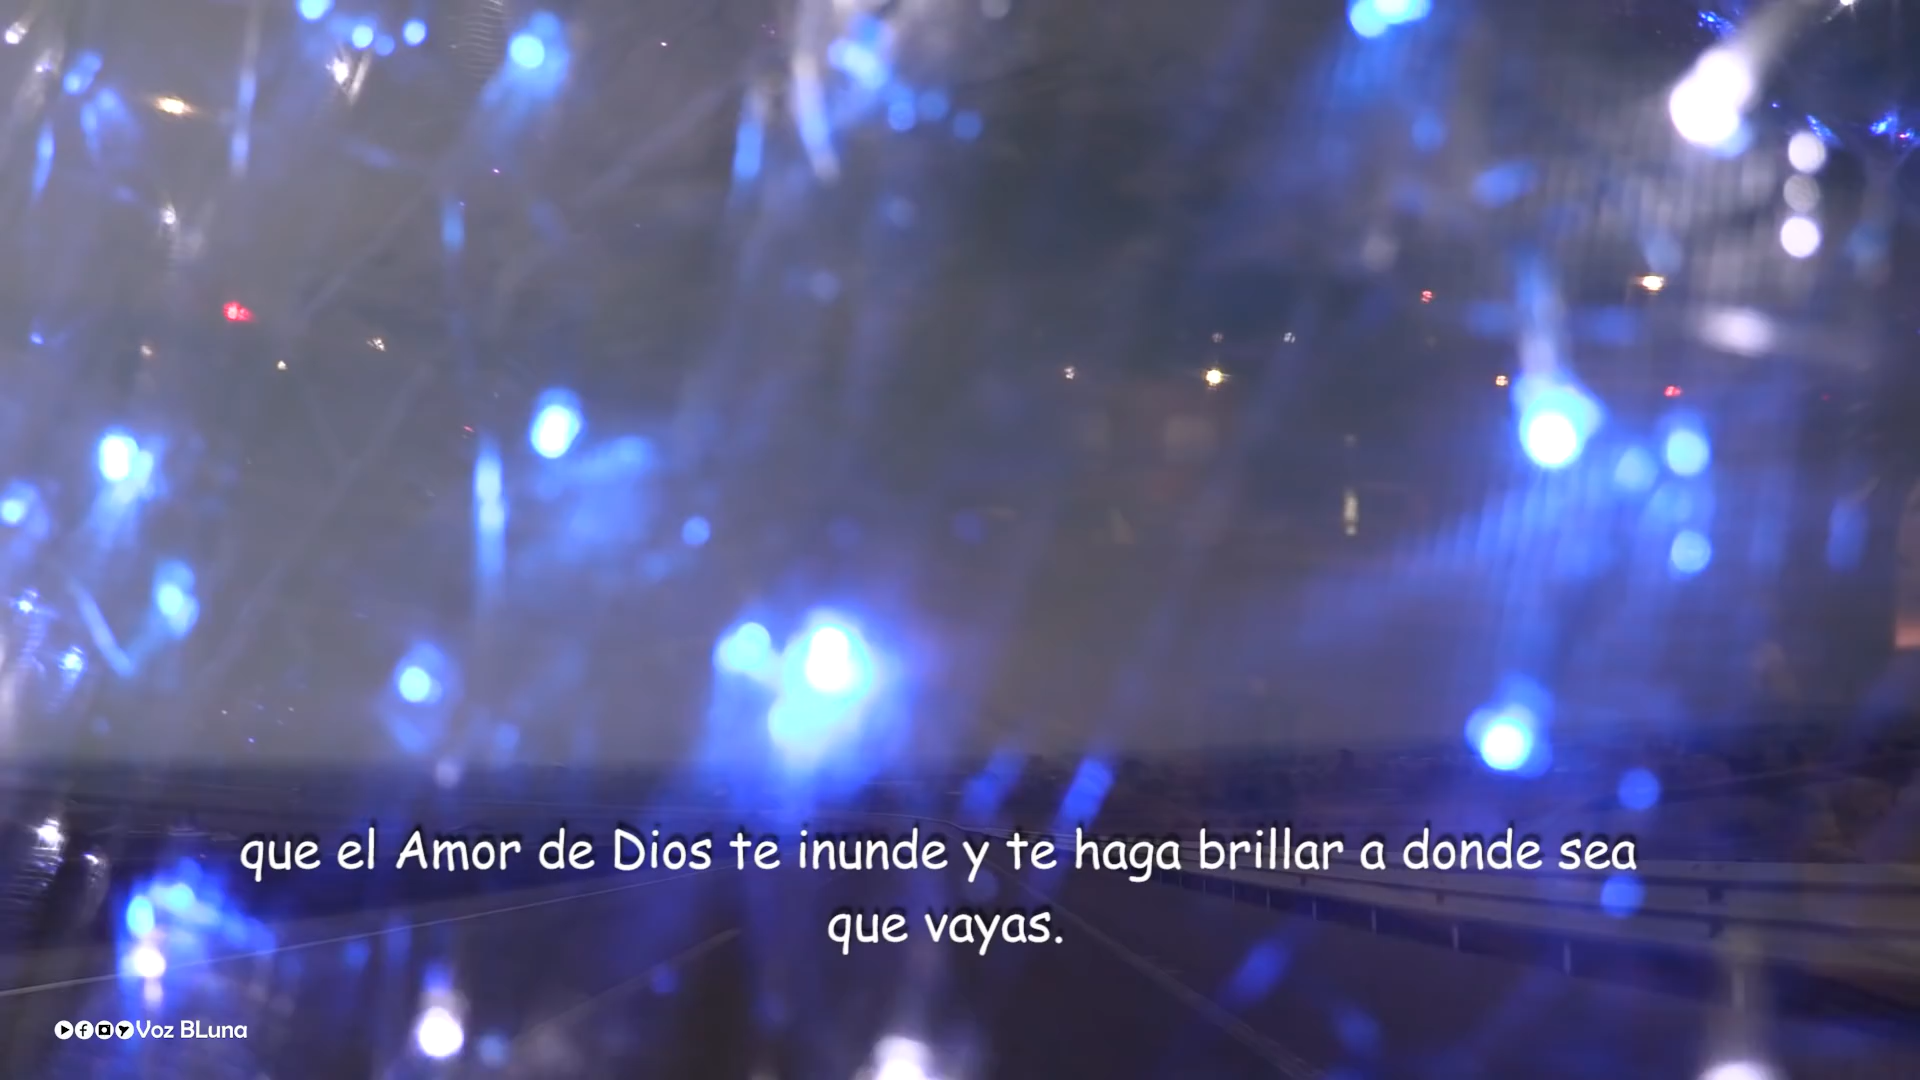 que el Amor de Dios te inunde y te haga brillar a donde sea
que vayas.
Voz BLuna